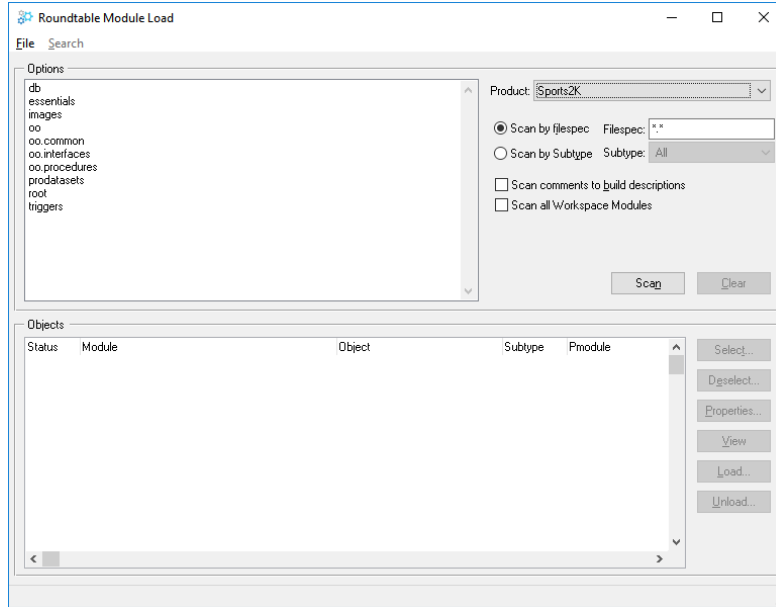 Roundtable Module Load
File Search
Options
db
essentials
images
oo
oo.common
oo.interfaces
oo.procedures
prodatasets
root
triggers
Product: Sports2K
Scan by filespec Filespec: *.*
Scan by Subtype Subtype: All
Scan comments to build descriptions
Scan all Workspace Modules
Scan Clear
Objects
Status Module Object Subtype Pmodule
Select...
Deselect...
Properties...
View
Load...
Unload...